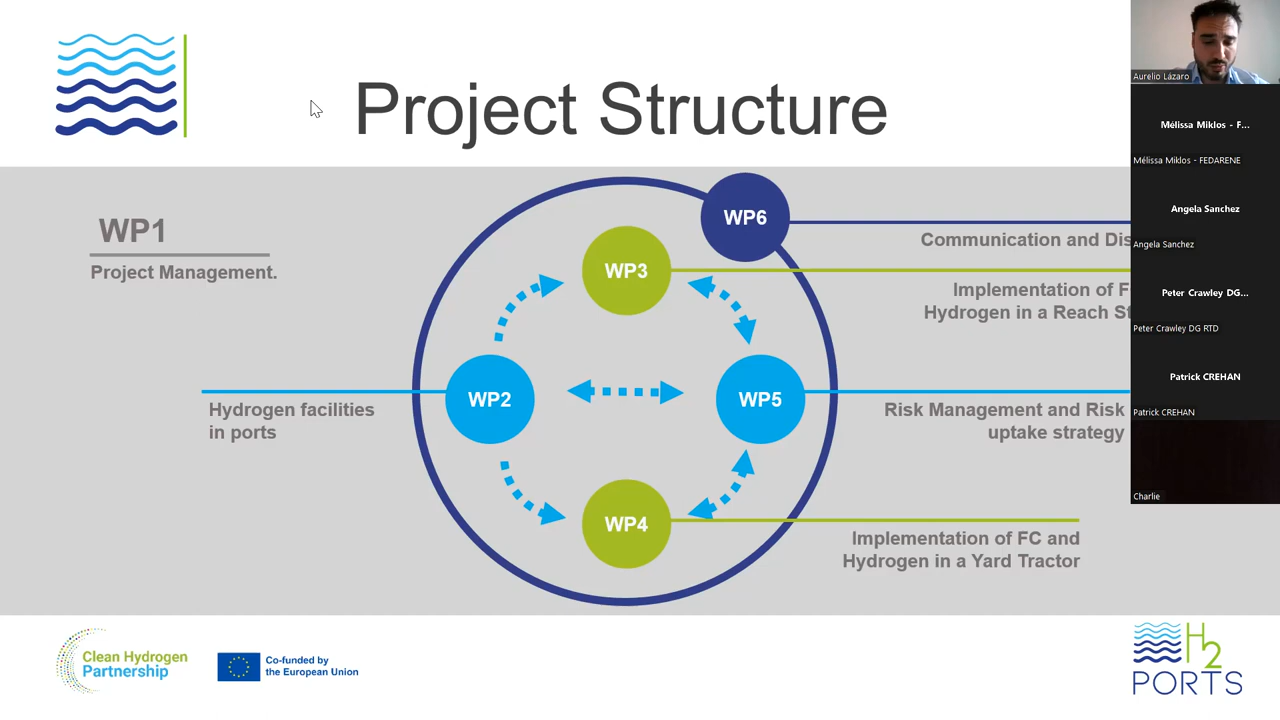 Project Structure
WP1
Project Management.
WP6
Communication and Dis
WP3
Implementation of F
Hydrogen in a Reach St
WP2
Hydrogen facilities
in ports
WP5
Risk Management and Risk
uptake strategy
WP4
Implementation of FC and
Hydrogen in a Yard Tractor
Clean Hydrogen
Partnership
Co-funded by
the European Union
H2
PORTS
Aurelio Lázaro
Mélissa Miklos - F...
Mélissa Miklos - FEDARENE
Angela Sanchez
Angela Sanchez
Peter Crawley DG...
Peter Crawley DG RTD
Patrick CREHAN
Patrick CREHAN
Charlie